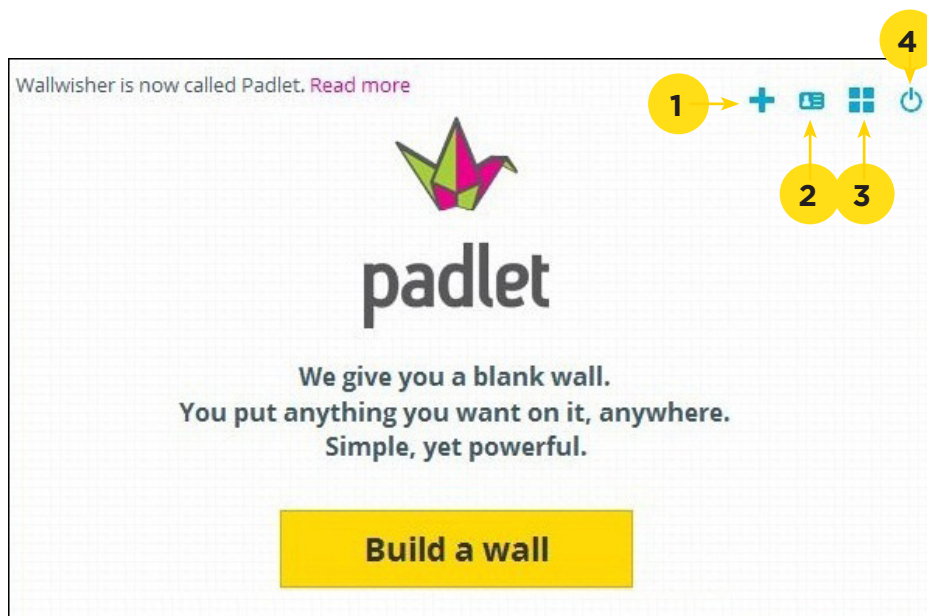 4
Wallwisher is now called Padlet. Read more
1
2
3
padlet
We give you a blank wall.
You put anything you want on it, anywhere.
Simple, yet powerful.
Build a wall